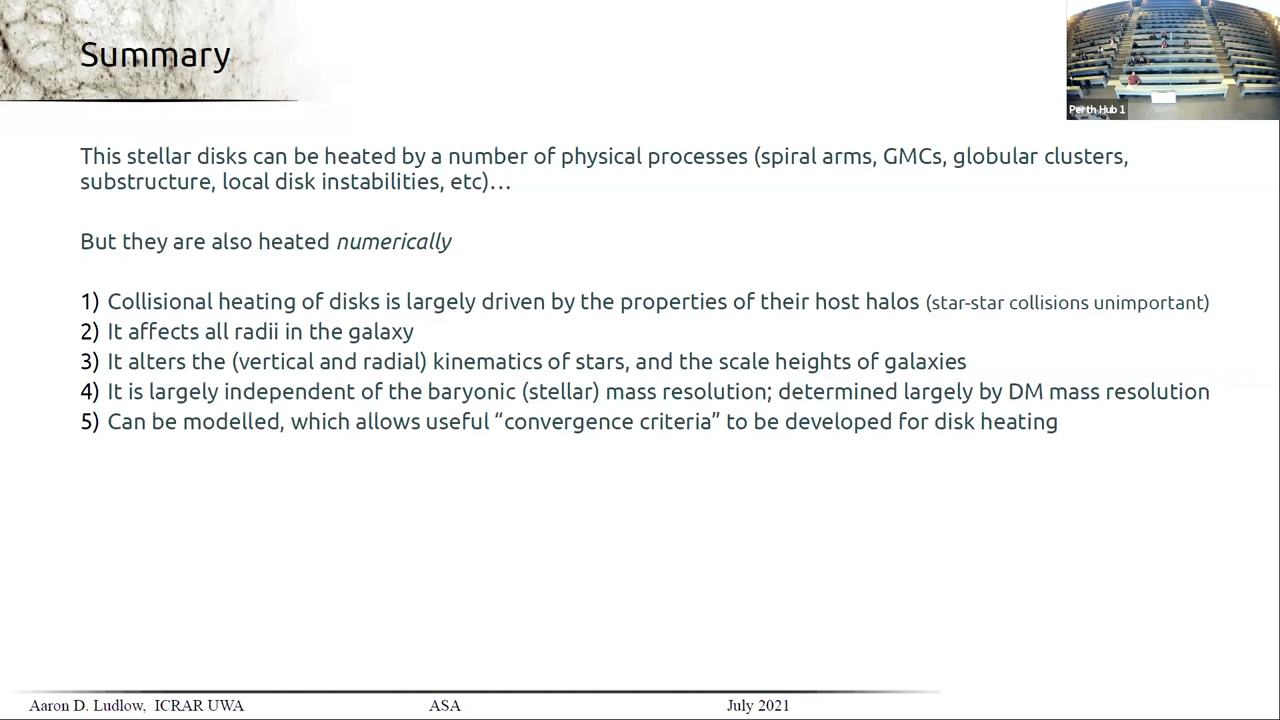 Summary
Perth Hub 1
This stellar disks can be heated by a number of physical processes (spiral arms, GMCs, globular clusters,
substructure, local disk instabilities, etc)…
But they are also heated numerically
1) Collisional heating of disks is largely driven by the properties of their host halos (star-star collisions unimportant)
2) It affects all radii in the galaxy
3) It alters the (vertical and radial) kinematics of stars, and the scale heights of galaxies
4) It is largely independent of the baryonic (stellar) mass resolution; determined largely by DM mass resolution
5) Can be modelled, which allows useful “convergence criteria” to be developed for disk heating
Aaron D. Ludlow, ICRAR UWA ASA July 2021